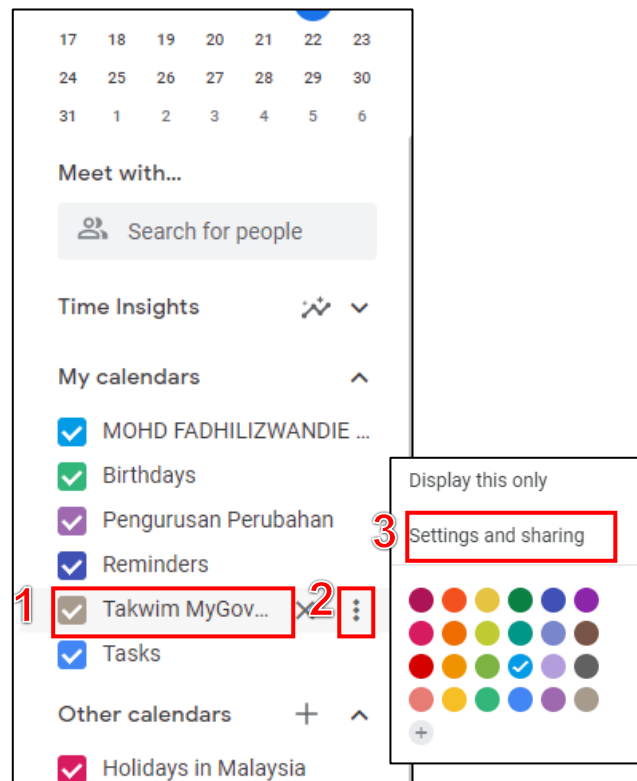 17 18 19 20 21 22 23
24 25 26 27 28 29 30
31 1 2 3 4 5 6
Meet with...
Search for people
Time Insights
My calendars
MOHD FADHILIZWANDIE ...
Birthdays
Pengurusan Perubahan
Reminders
1 Takwim MyGov... 2
Tasks
Other calendars
Holidays in Malaysia
Display this only
3 Settings and sharing